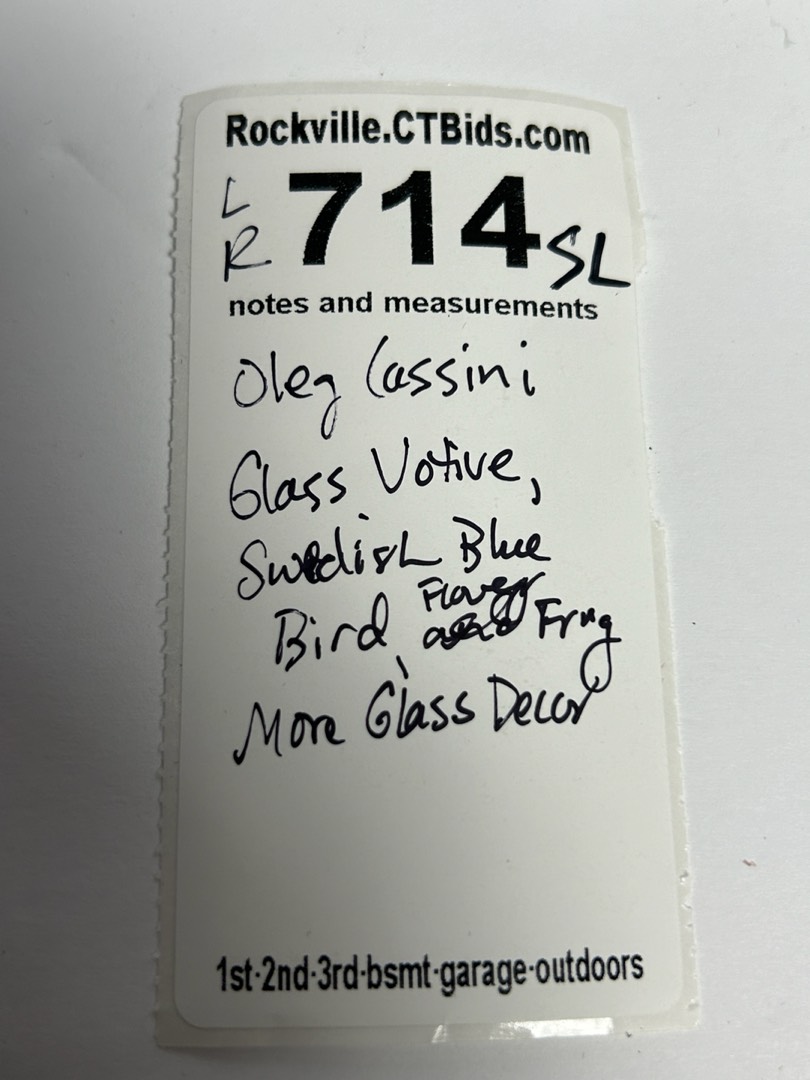 Rockville.CTBids.com
L
R 714 SL
notes and measurements
Oleg Cassini
Glass Votive,
Swedish Blue
Bird, Flower Frog
More Glass Decor
1st·2nd·3rd·bsmt·garage·outdoors